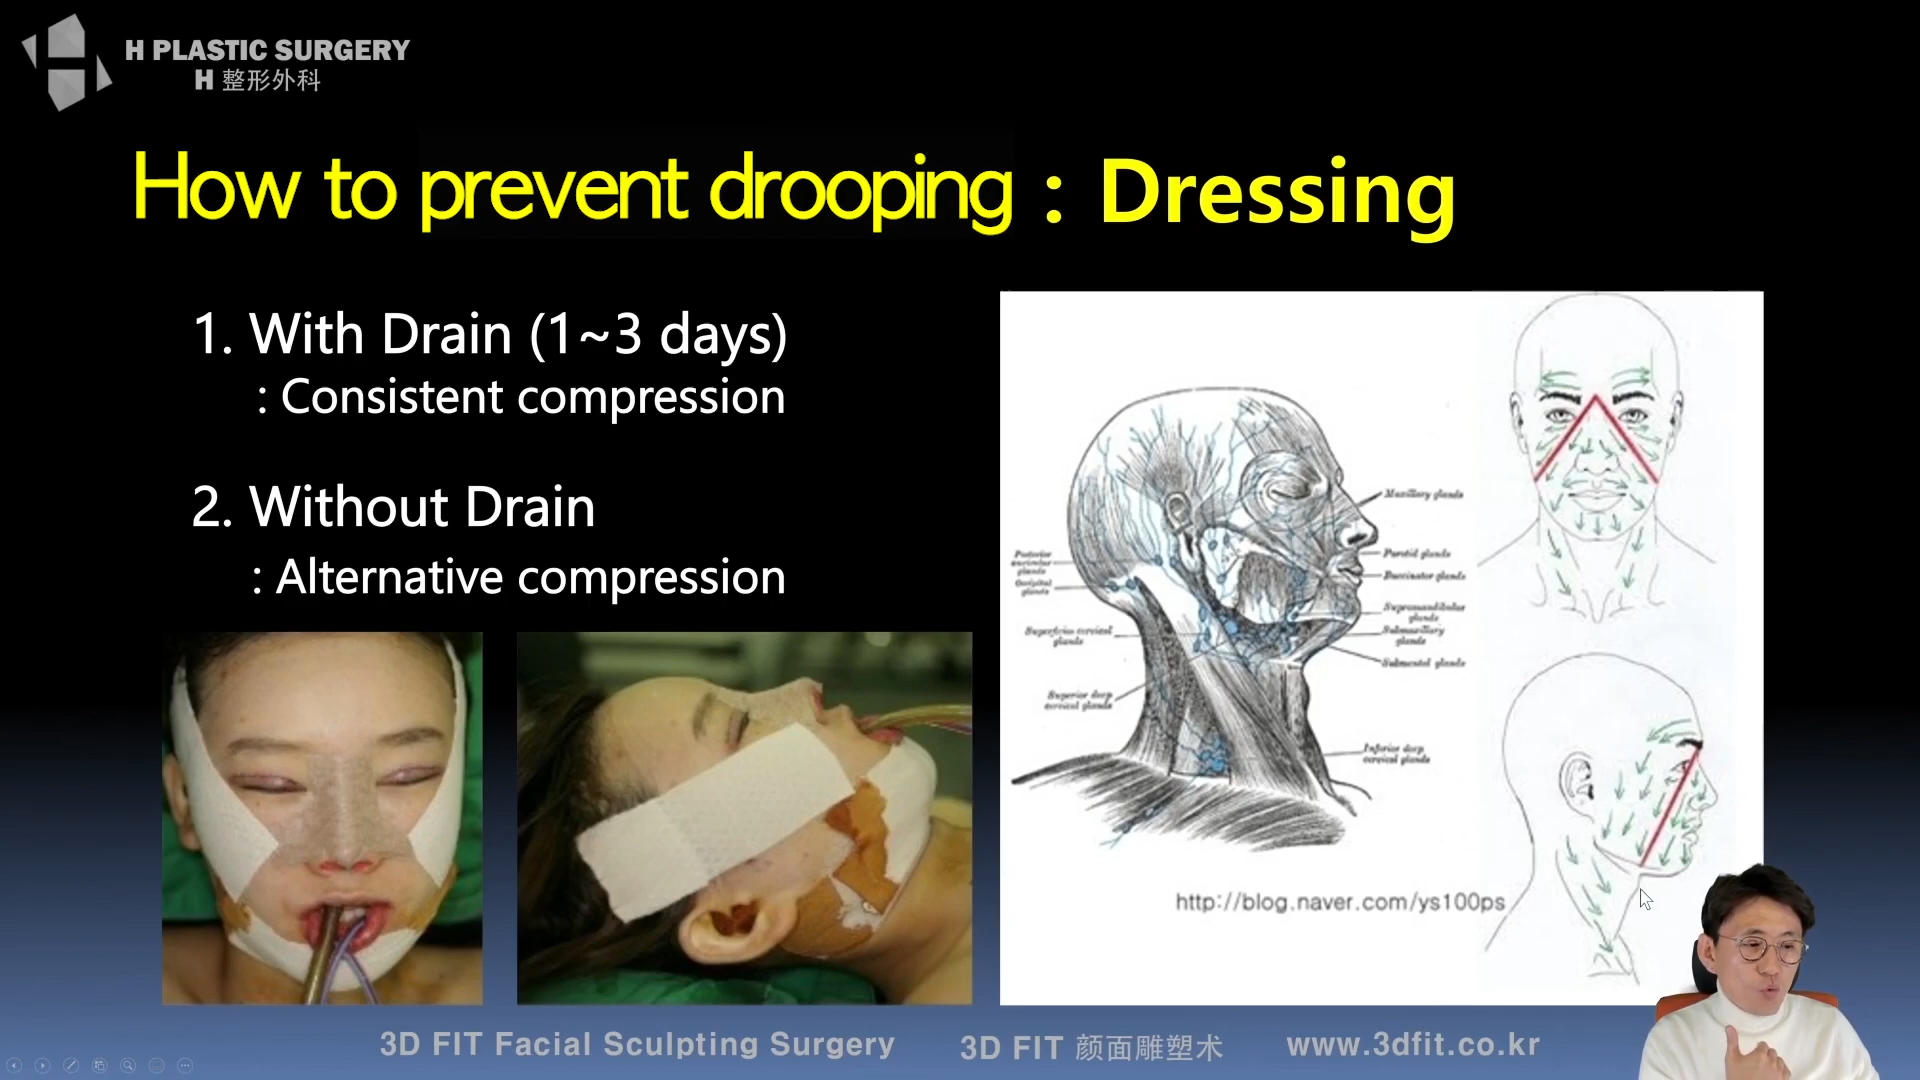 H PLASTIC SURGERY
H 整形外科
How to prevent drooping : Dressing
1. With Drain (1~3 days)
: Consistent compression
2. Without Drain
: Alternative compression
Maxillary glands
Parotid glands
Buccinator glands
Supramandibular
glands
Submaxillary
glands
Submental glands
Inferior deep
cervical glands
Posterior
auricular
glands
Occipital
glands
Superficial cervical
glands
Superior deep
cervical glands
http://blog.naver.com/ys100ps
3D FIT Facial Sculpting Surgery 3D FIT 颜面雕塑术 www.3dfit.co.kr